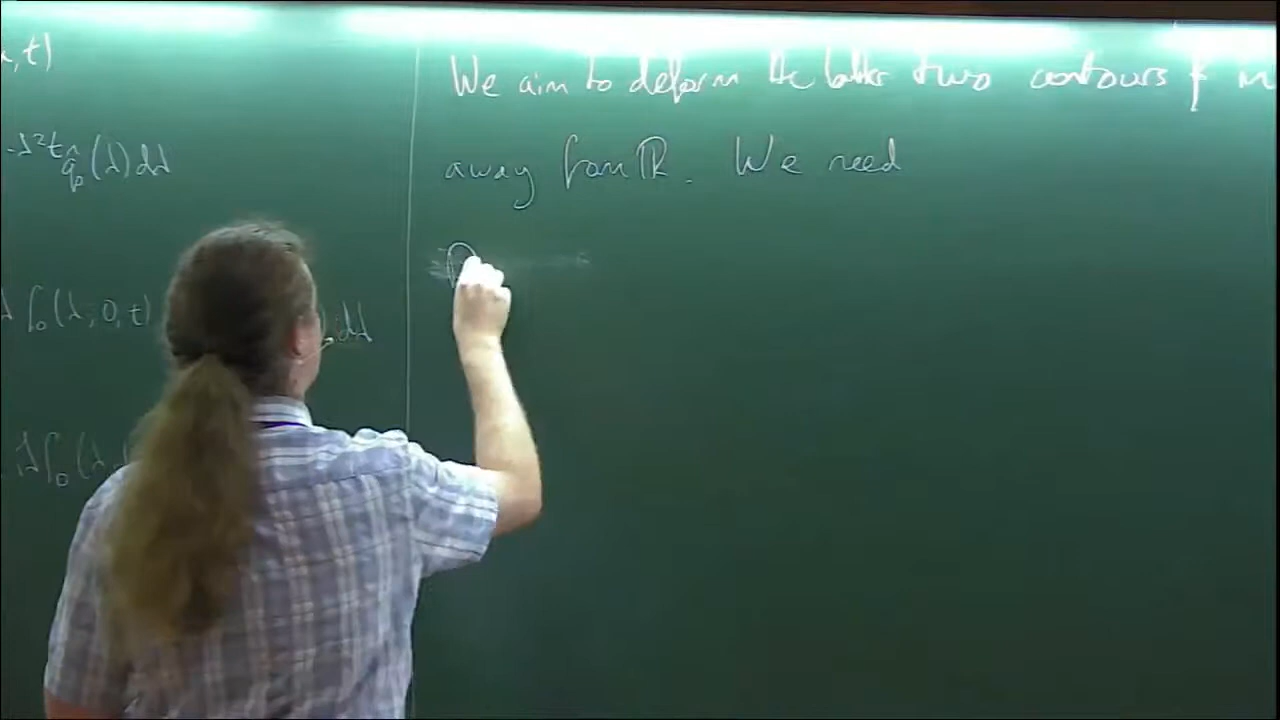 , t)
-λ²t q̂₀(λ) dλ
λ f₀(λ; 0, t) dλ
iλ f₀(λ,
We aim to deform the latter two contours f in
away from ℝ. We need